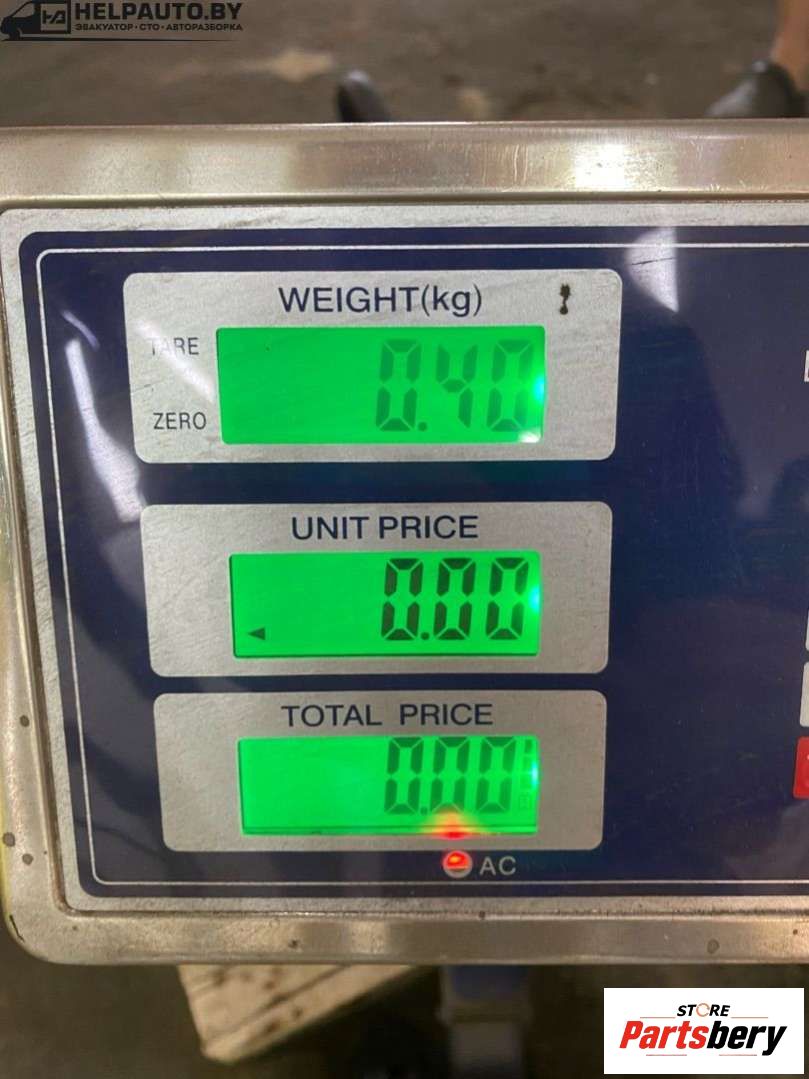 HELPAUTO.BY
ЭВАКУАТОР • СТО • АВТОРАЗБОРКА
WEIGHT(kg)
TARE
0.40
ZERO
UNIT PRICE
0.00
TOTAL PRICE
0.00
AC
STORE
Partsbery